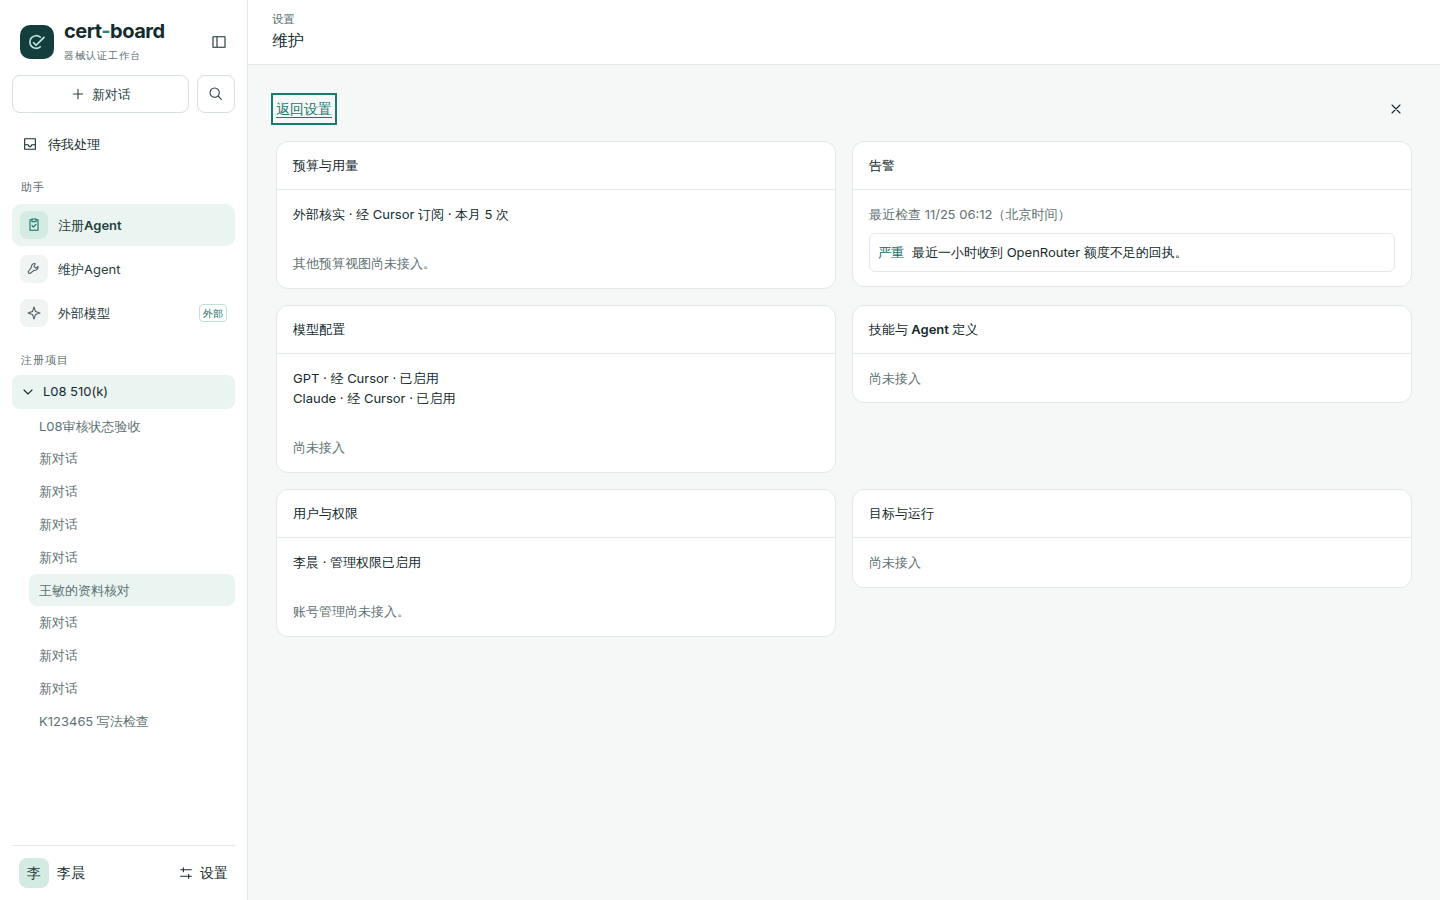 cert-board
器械认证工作台
新对话
待我处理
助手
注册Agent
维护Agent
外部模型
外部
注册项目
L08 510(k)
L08审核状态验收
新对话
新对话
新对话
新对话
王敏的资料核对
新对话
新对话
新对话
K123465 写法检查
李
李晨
设置
设置
维护
返回设置
预算与用量
外部核实 · 经 Cursor 订阅 · 本月 5 次
其他预算视图尚未接入。
告警
最近检查 11/25 06:12（北京时间）
严重 最近一小时收到 OpenRouter 额度不足的回执。
模型配置
GPT · 经 Cursor · 已启用
Claude · 经 Cursor · 已启用
尚未接入
技能与 Agent 定义
尚未接入
用户与权限
李晨 · 管理权限已启用
账号管理尚未接入。
目标与运行
尚未接入